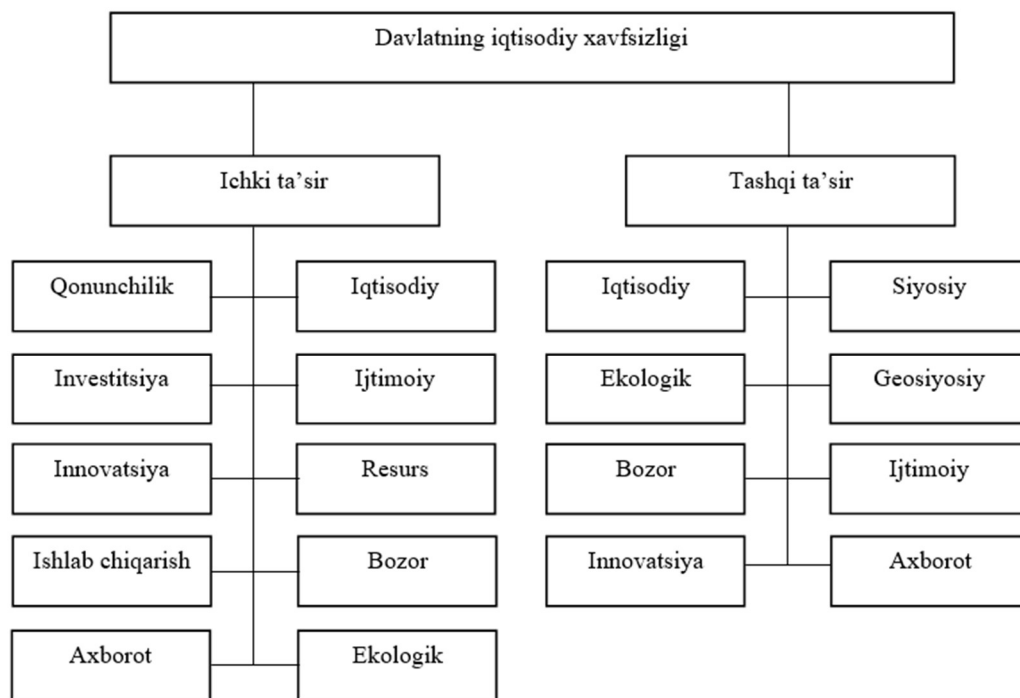 Davlatning iqtisodiy xavfsizligi
Ichki ta’sir
Tashqi ta’sir
Qonunchilik
Iqtisodiy
Iqtisodiy
Siyosiy
Investitsiya
Ijtimoiy
Ekologik
Geosiyosiy
Innovatsiya
Resurs
Bozor
Ijtimoiy
Ishlab chiqarish
Bozor
Innovatsiya
Axborot
Axborot
Ekologik